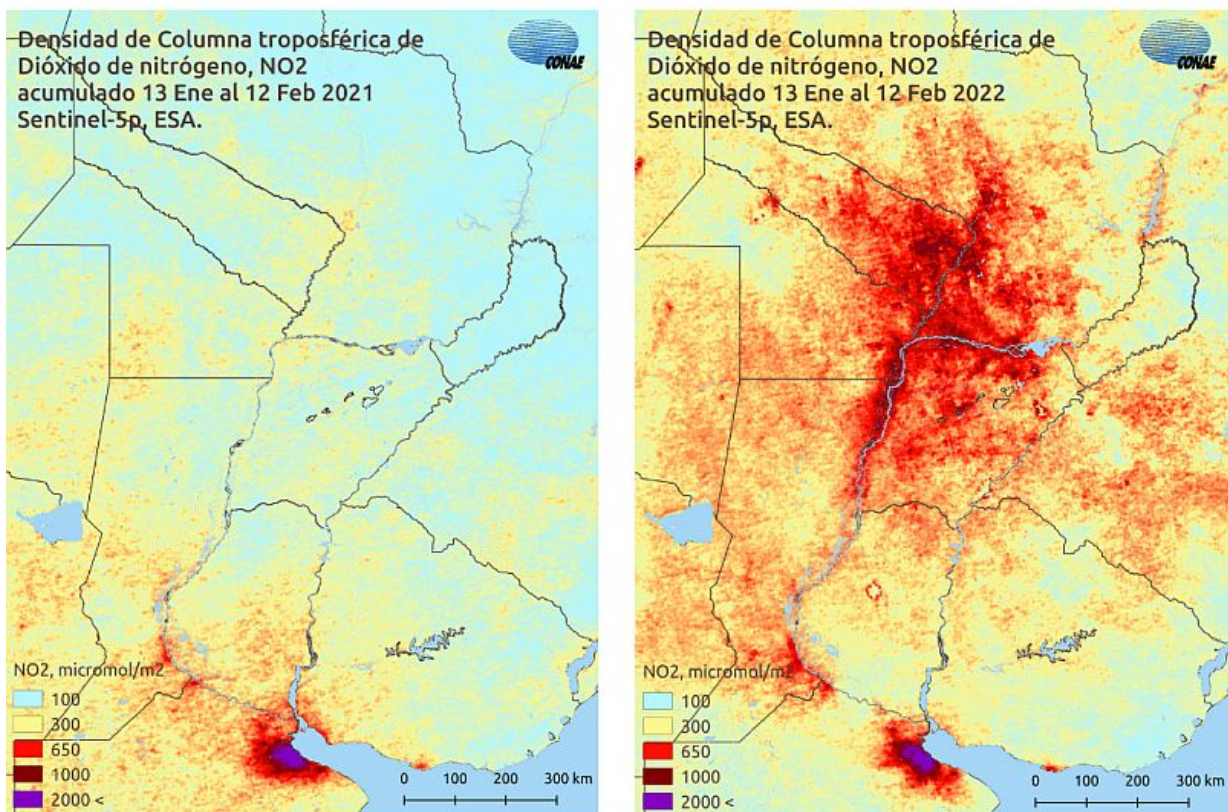 Densidad de Columna troposférica de
Dióxido de nitrógeno, NO2
acumulado 13 Ene al 12 Feb 2021
Sentinel-5p, ESA.
CONAE
NO2, micromol/m2
100
300
650
1000
2000 <
0 100 200 300 km
Densidad de Columna troposférica de
Dióxido de nitrógeno, NO2
acumulado 13 Ene al 12 Feb 2022
Sentinel-5p, ESA.
CONAE
NO2, micromol/m2
100
300
650
1000
2000 <
0 100 200 300 km